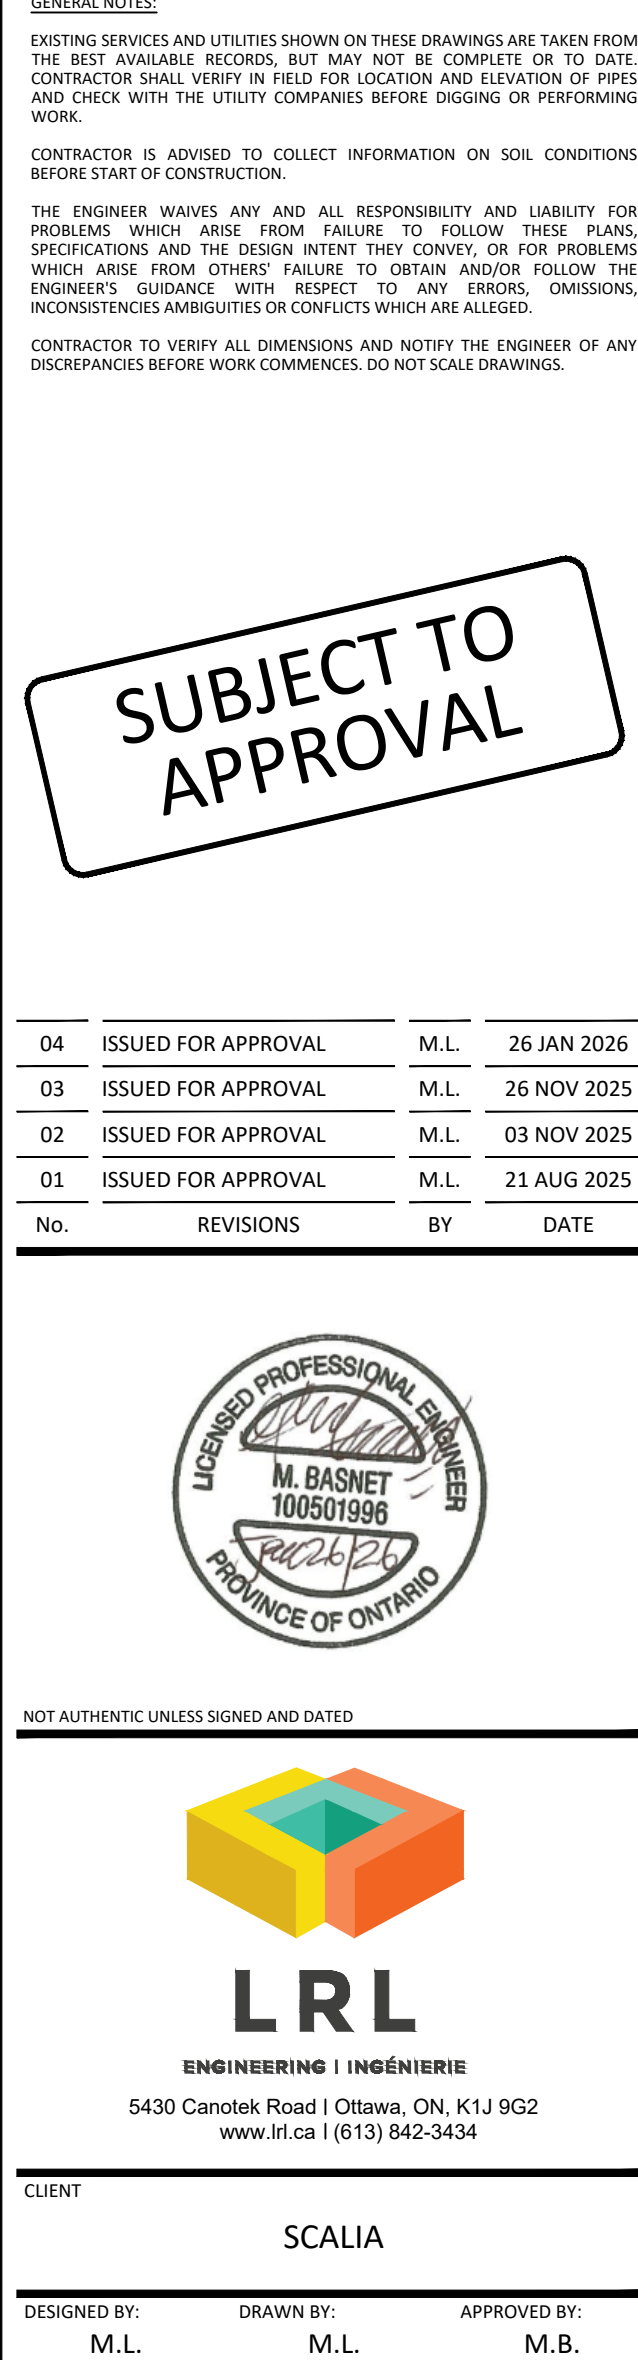 GENERAL NOTES:
EXISTING SERVICES AND UTILITIES SHOWN ON THESE DRAWINGS ARE TAKEN FROM
THE BEST AVAILABLE RECORDS, BUT MAY NOT BE COMPLETE OR TO DATE.
CONTRACTOR SHALL VERIFY IN FIELD FOR LOCATION AND ELEVATION OF PIPES
AND CHECK WITH THE UTILITY COMPANIES BEFORE DIGGING OR PERFORMING
WORK.
CONTRACTOR IS ADVISED TO COLLECT INFORMATION ON SOIL CONDITIONS
BEFORE START OF CONSTRUCTION.
THE ENGINEER WAIVES ANY AND ALL RESPONSIBILITY AND LIABILITY FOR
PROBLEMS WHICH ARISE FROM FAILURE TO FOLLOW THESE PLANS,
SPECIFICATIONS AND THE DESIGN INTENT THEY CONVEY, OR FOR PROBLEMS
WHICH ARISE FROM OTHERS' FAILURE TO OBTAIN AND/OR FOLLOW THE
ENGINEER'S GUIDANCE WITH RESPECT TO ANY ERRORS, OMISSIONS,
INCONSISTENCIES AMBIGUITIES OR CONFLICTS WHICH ARE ALLEGED.
CONTRACTOR TO VERIFY ALL DIMENSIONS AND NOTIFY THE ENGINEER OF ANY
DISCREPANCIES BEFORE WORK COMMENCES. DO NOT SCALE DRAWINGS.
SUBJECT TO
APPROVAL
04 ISSUED FOR APPROVAL M.L. 26 JAN 2026
03 ISSUED FOR APPROVAL M.L. 26 NOV 2025
02 ISSUED FOR APPROVAL M.L. 03 NOV 2025
01 ISSUED FOR APPROVAL M.L. 21 AUG 2025
No. REVISIONS BY DATE
LICENSED PROFESSIONAL ENGINEER
M. BASNET
100501996
Jan 26/26
PROVINCE OF ONTARIO
NOT AUTHENTIC UNLESS SIGNED AND DATED
LRL
ENGINEERING | INGÉNIERIE
5430 Canotek Road | Ottawa, ON, K1J 9G2
www.lrl.ca | (613) 842-3434
CLIENT
SCALIA
DESIGNED BY: DRAWN BY: APPROVED BY:
M.L. M.L. M.B.